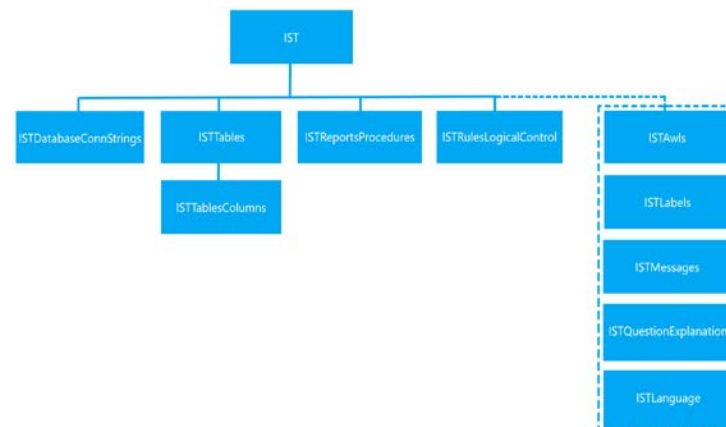 IST
ISTDatabaseConnStrings
ISTTables
ISTReportsProcedures
ISTRulesLogicalControl
ISTAwls
ISTTablesColumns
ISTLabels
ISTMessages
ISTQuestionExplanation
ISTLanguage